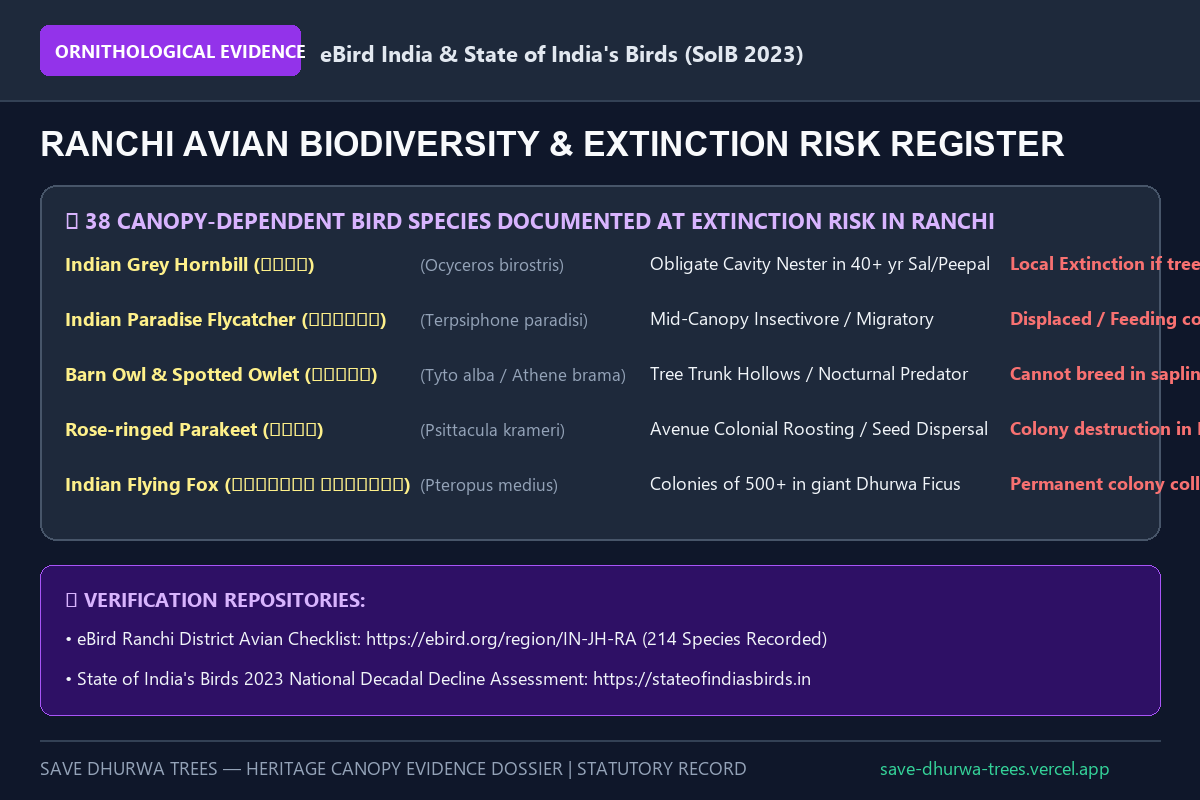 ORNITHOLOGICAL EVIDENCE eBird India & State of India's Birds (SoIB 2023)
RANCHI AVIAN BIODIVERSITY & EXTINCTION RISK REGISTER
38 CANOPY-DEPENDENT BIRD SPECIES DOCUMENTED AT EXTINCTION RISK IN RANCHI
Indian Grey Hornbill (▯▯▯▯) (Ocyceros birostris) Obligate Cavity Nester in 40+ yr Sal/Peepal Local Extinction if tree
Indian Paradise Flycatcher (▯▯▯▯▯▯) (Terpsiphone paradisi) Mid-Canopy Insectivore / Migratory Displaced / Feeding co
Barn Owl & Spotted Owlet (▯▯▯▯▯) (Tyto alba / Athene brama) Tree Trunk Hollows / Nocturnal Predator Cannot breed in saplin
Rose-ringed Parakeet (▯▯▯▯) (Psittacula krameri) Avenue Colonial Roosting / Seed Dispersal Colony destruction in
Indian Flying Fox (▯▯▯▯▯▯▯ ▯▯▯▯▯▯▯) (Pteropus medius) Colonies of 500+ in giant Dhurwa Ficus Permanent colony coll
VERIFICATION REPOSITORIES:
• eBird Ranchi District Avian Checklist: https://ebird.org/region/IN-JH-RA (214 Species Recorded)
• State of India's Birds 2023 National Decadal Decline Assessment: https://stateofindiasbirds.in
SAVE DHURWA TREES — HERITAGE CANOPY EVIDENCE DOSSIER | STATUTORY RECORD save-dhurwa-trees.vercel.app